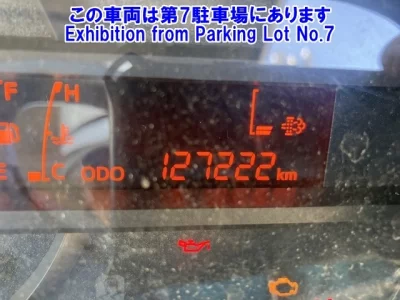 この車両は第7駐車場にあります
Exhibition from Parking Lot No.7
F H
E C ODO 127222 km